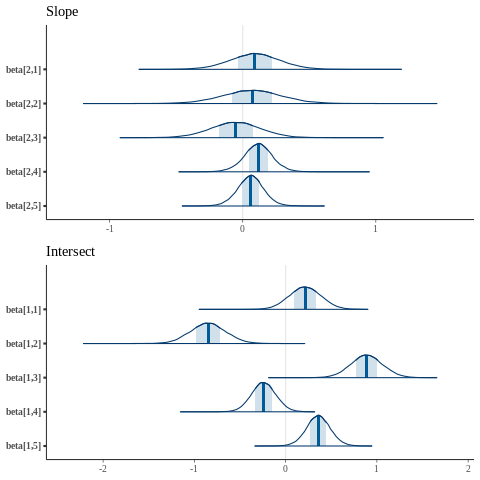 Slope
beta[2,1]
beta[2,2]
beta[2,3]
beta[2,4]
beta[2,5]
-1 0 1
Intersect
beta[1,1]
beta[1,2]
beta[1,3]
beta[1,4]
beta[1,5]
-2 -1 0 1 2